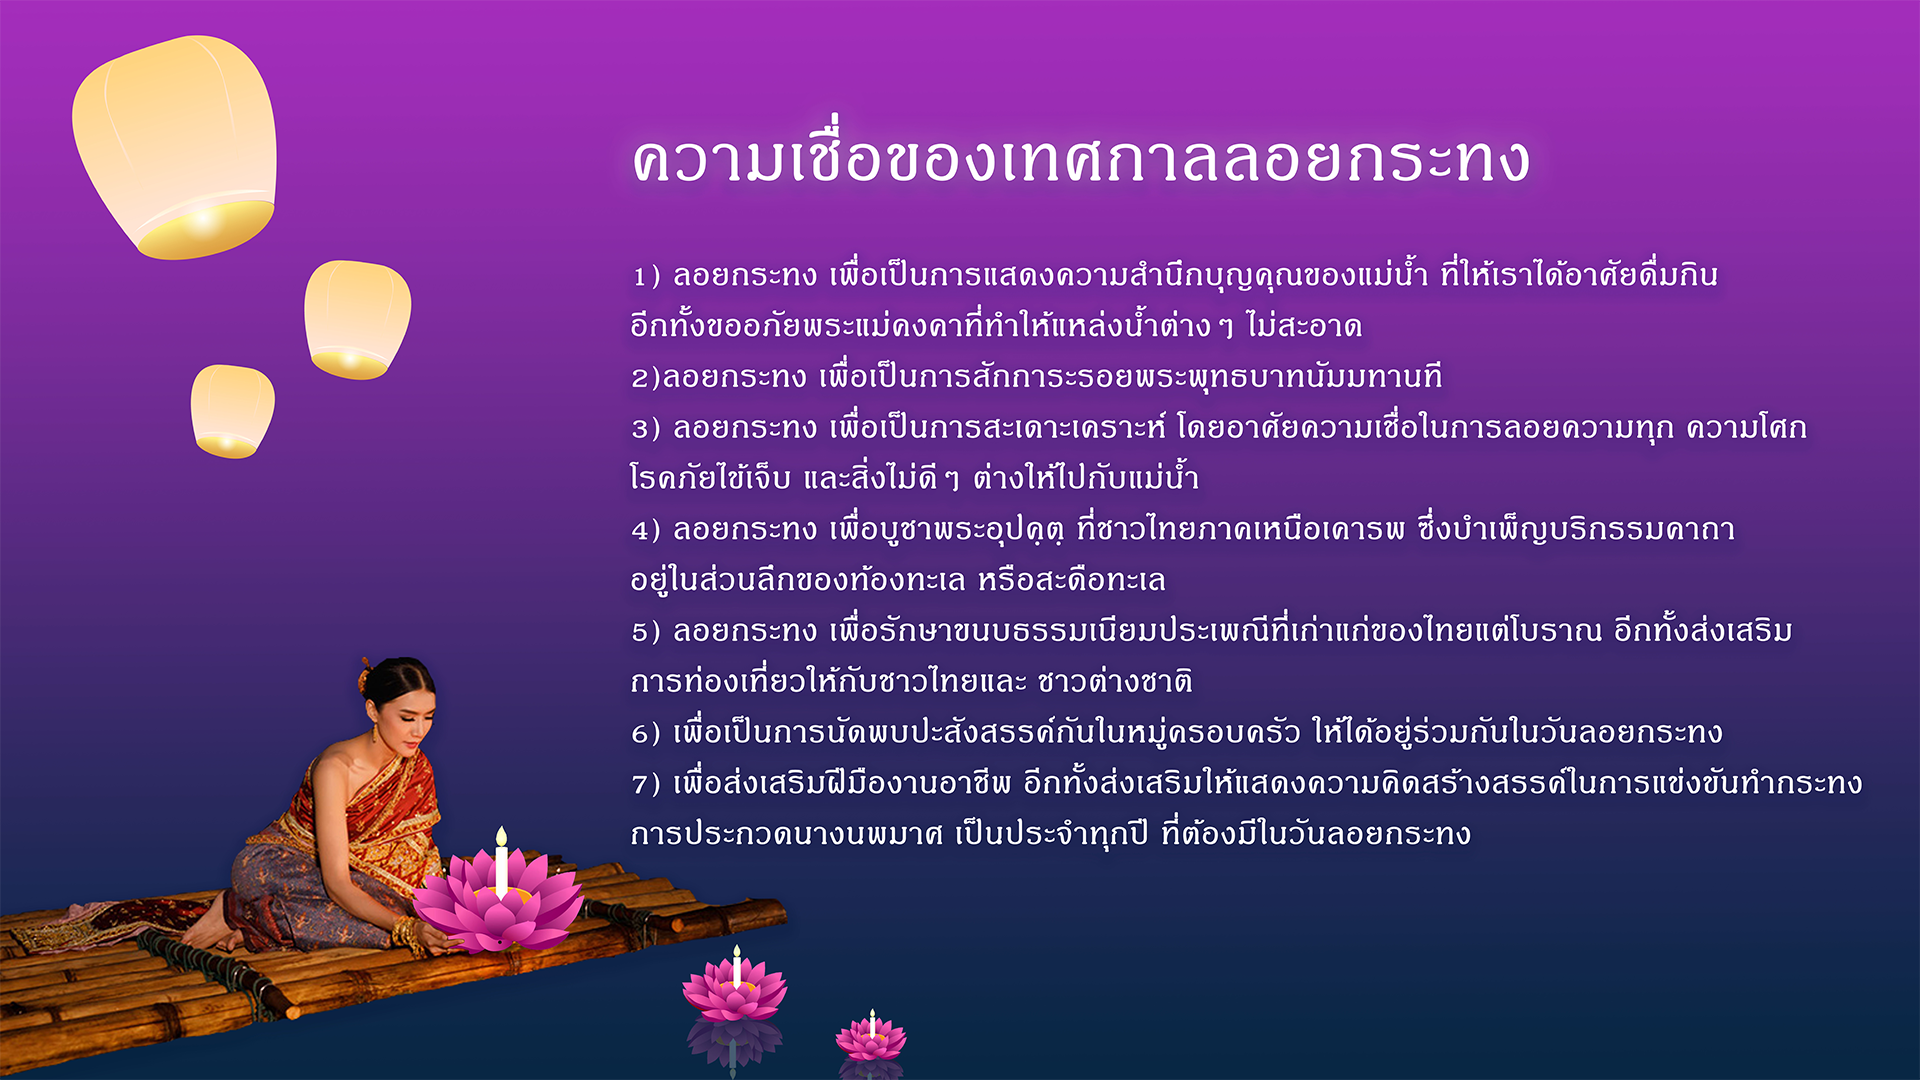 ความเชื่อของเทศกาลลอยกระทง
1) ลอยกระทง เพื่อเป็นการแสดงความสำนึกบุญคุณของแม่น้ำ ที่ให้เราได้อาศัยดื่มกิน
อีกทั้งขออภัยพระแม่คงคาที่ทำให้แหล่งน้ำต่าง ๆ ไม่สะอาด
2)ลอยกระทง เพื่อเป็นการสักการะรอยพระพุทธบาทนัมมทานที
3) ลอยกระทง เพื่อเป็นการสะเดาะเคราะห์ โดยอาศัยความเชื่อในการลอยความทุก ความโศก
โรคภัยไข้เจ็บ และสิ่งไม่ดี ๆ ต่างให้ไปกับแม่น้ำ
4) ลอยกระทง เพื่อบูชาพระอุปคุตฺ ที่ชาวไทยภาคเหนือเคารพ ซึ่งบำเพ็ญบริกรรมคาถา
อยู่ในส่วนลึกของท้องทะเล หรือสะดือทะเล
5) ลอยกระทง เพื่อรักษาขนบธรรมเนียมประเพณีที่เก่าแก่ของไทยแต่โบราณ อีกทั้งส่งเสริม
การท่องเที่ยวให้กับชาวไทยและ ชาวต่างชาติ
6) เพื่อเป็นการนัดพบปะสังสรรค์กันในหมู่ครอบครัว ให้ได้อยู่ร่วมกันในวันลอยกระทง
7) เพื่อส่งเสริมฝีมืองานอาชีพ อีกทั้งส่งเสริมให้แสดงความคิดสร้างสรรค์ในการแข่งขันทำกระทง
การประกวดนางนพมาศ เป็นประจำทุกปี ที่ต้องมีในวันลอยกระทง